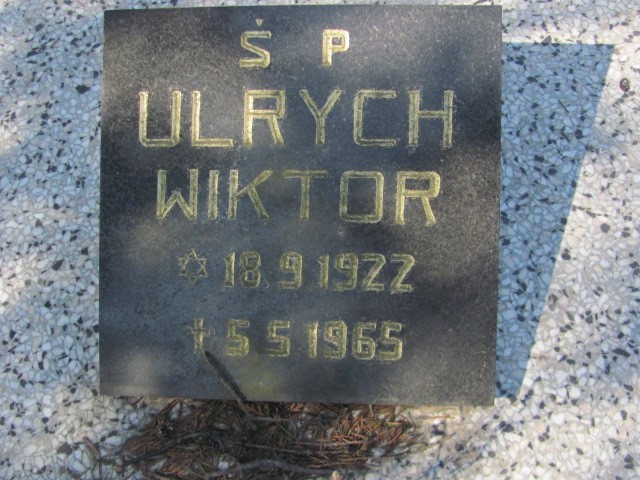 Ś P
ULRYCH
WIKTOR
✡ 18 9 1922
✝ 5 5 1965